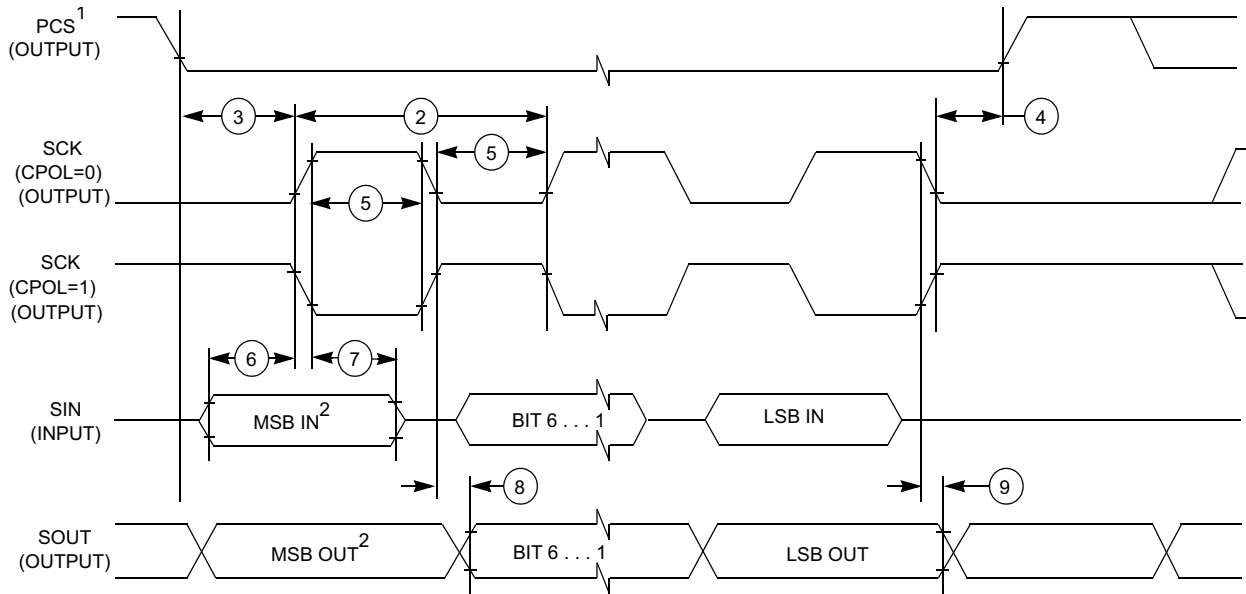 PCS1
(OUTPUT)
3
2
4
SCK
(CPOL=0)
(OUTPUT)
5
5
SCK
(CPOL=1)
(OUTPUT)
6
7
SIN
(INPUT)
MSB IN2
BIT 6 . . . 1
LSB IN
8
9
SOUT
(OUTPUT)
MSB OUT2
BIT 6 . . . 1
LSB OUT